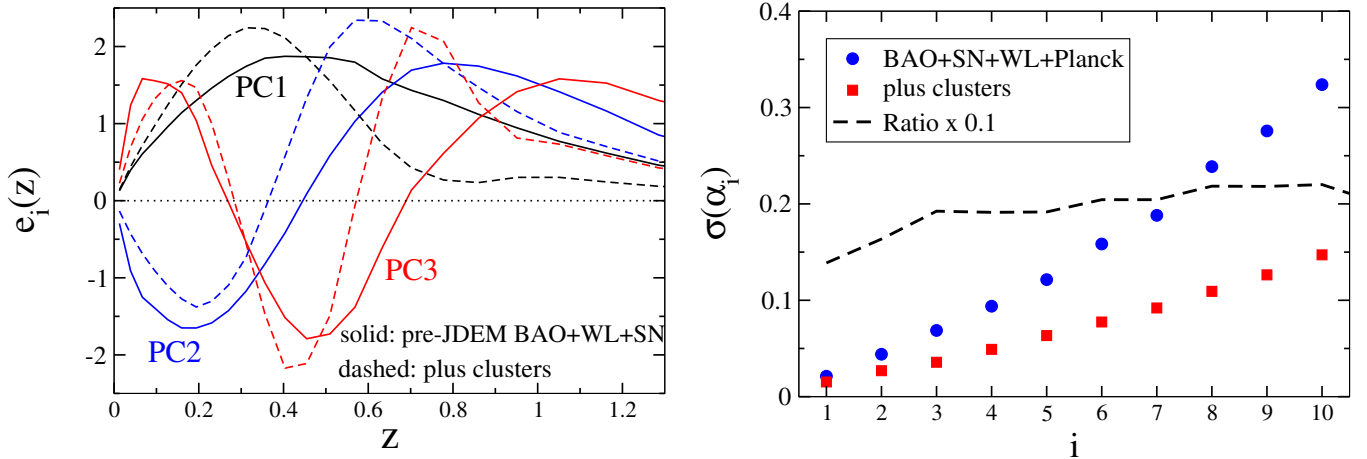 2
1
0
-1
-2
e_i(z)
PC1
PC2
PC3
solid: pre-JDEM BAO+WL+SN
dashed: plus clusters
0 0.2 0.4 0.6 0.8 1 1.2
z
0.4
0.3
0.2
0.1
0
σ(α_i)
BAO+SN+WL+Planck
plus clusters
Ratio x 0.1
1 2 3 4 5 6 7 8 9 10
i